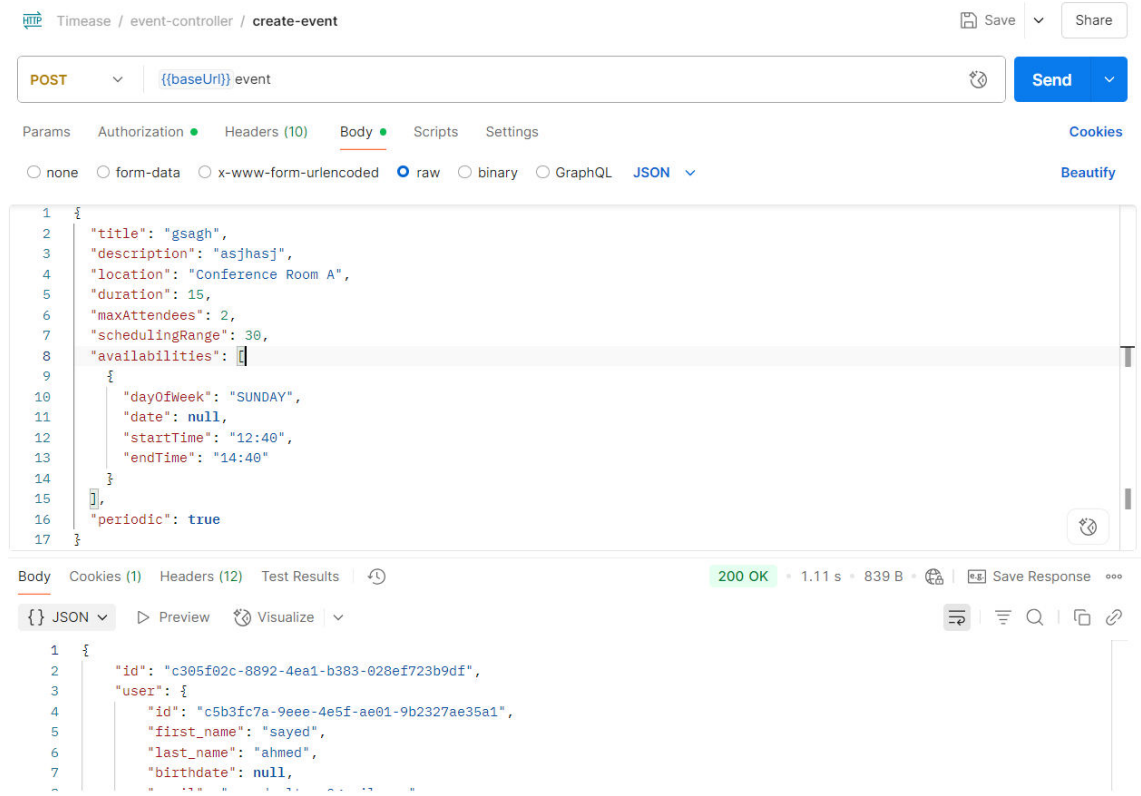 HTTP Timease / event-controller / create-event Save Share
POST {{baseUrl}} event Send
Params Authorization Headers (10) Body Scripts Settings Cookies
none form-data x-www-form-urlencoded raw binary GraphQL JSON Beautify
1 {
2 "title": "gsagh",
3 "description": "asjhasj",
4 "location": "Conference Room A",
5 "duration": 15,
6 "maxAttendees": 2,
7 "schedulingRange": 30,
8 "availabilities": [
9 {
10 "dayOfWeek": "SUNDAY",
11 "date": null,
12 "startTime": "12:40",
13 "endTime": "14:40"
14 }
15 ],
16 "periodic": true
17 }
Body Cookies (1) Headers (12) Test Results 200 OK • 1.11 s • 839 B • e.g. Save Response
{} JSON Preview Visualize
1 {
2 "id": "c305f02c-8892-4ea1-b383-028ef723b9df",
3 "user": {
4 "id": "c5b3fc7a-9eee-4e5f-ae01-9b2327ae35a1",
5 "first_name": "sayed",
6 "last_name": "ahmed",
7 "birthdate": null,